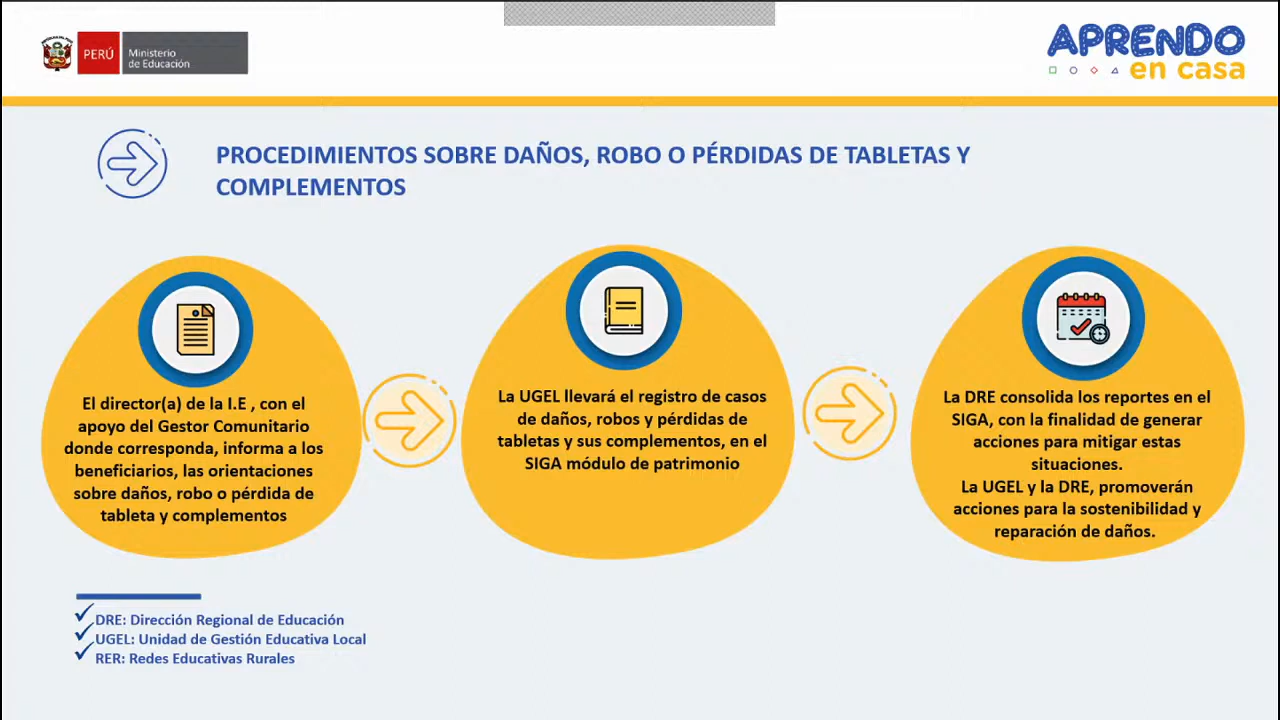 PERÚ
Ministerio
de Educación
APRENDO
en casa
PROCEDIMIENTOS SOBRE DAÑOS, ROBO O PÉRDIDAS DE TABLETAS Y
COMPLEMENTOS
El director(a) de la I.E , con el
apoyo del Gestor Comunitario
donde corresponda, informa a los
beneficiarios, las orientaciones
sobre daños, robo o pérdida de
tableta y complementos
La UGEL llevará el registro de casos
de daños, robos y pérdidas de
tabletas y sus complementos, en el
SIGA módulo de patrimonio
La DRE consolida los reportes en el
SIGA, con la finalidad de generar
acciones para mitigar estas
situaciones.
La UGEL y la DRE, promoverán
acciones para la sostenibilidad y
reparación de daños.
DRE: Dirección Regional de Educación
UGEL: Unidad de Gestión Educativa Local
RER: Redes Educativas Rurales